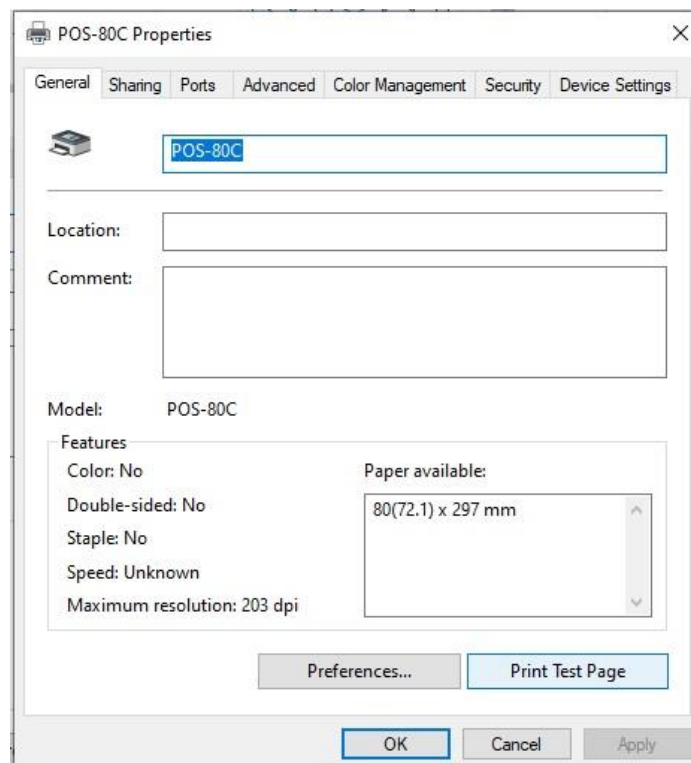 POS-80C Properties
General Sharing Ports Advanced Color Management Security Device Settings
POS-80C
Location:
Comment:
Model: POS-80C
Features
Color: No
Double-sided: No
Staple: No
Speed: Unknown
Maximum resolution: 203 dpi
Paper available:
80(72.1) x 297 mm
Preferences... Print Test Page
OK Cancel Apply